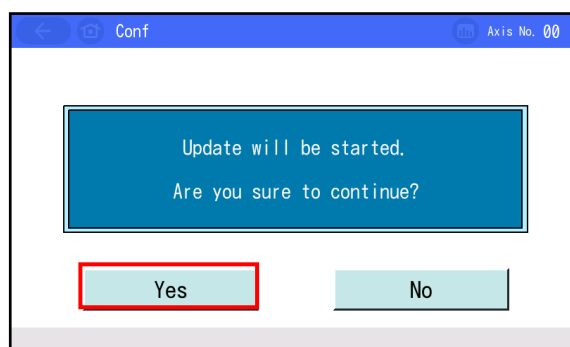 Conf
Axis No. 00
Update will be started.
Are you sure to continue?
Yes
No